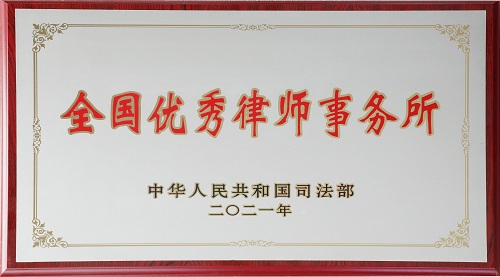 全国优秀律师事务所
中华人民共和国司法部
二〇二一年